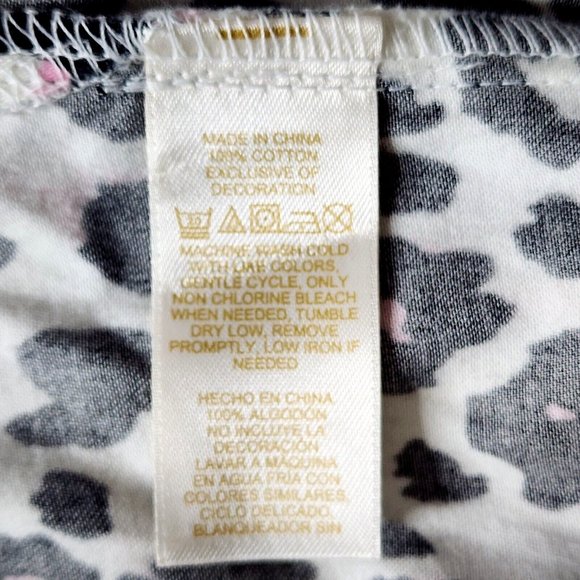 MADE IN CHINA
100% COTTON
EXCLUSIVE OF
DECORATION
30
MACHINE WASH COLD
WITH LIKE COLORS,
GENTLE CYCLE, ONLY
NON CHLORINE BLEACH
WHEN NEEDED, TUMBLE
DRY LOW, REMOVE
PROMPTLY, LOW IRON IF
NEEDED
HECHO EN CHINA
100% ALGODON
NO INCLUYE LA
DECORACION
LAVAR A MAQUINA
EN AGUA FRIA CON
COLORES SIMILARES,
CICLO DELICADO,
BLANQUEADOR SIN